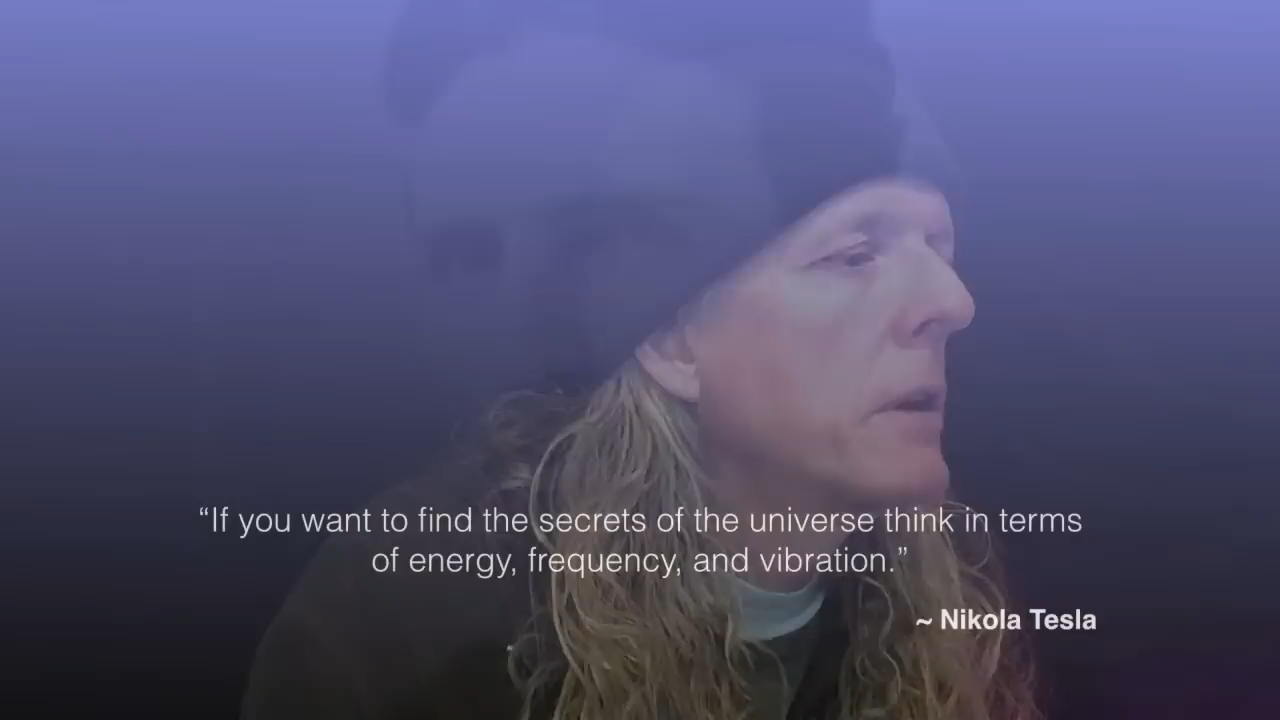 “If you want to find the secrets of the universe think in terms
of energy, frequency, and vibration.”
~ Nikola Tesla